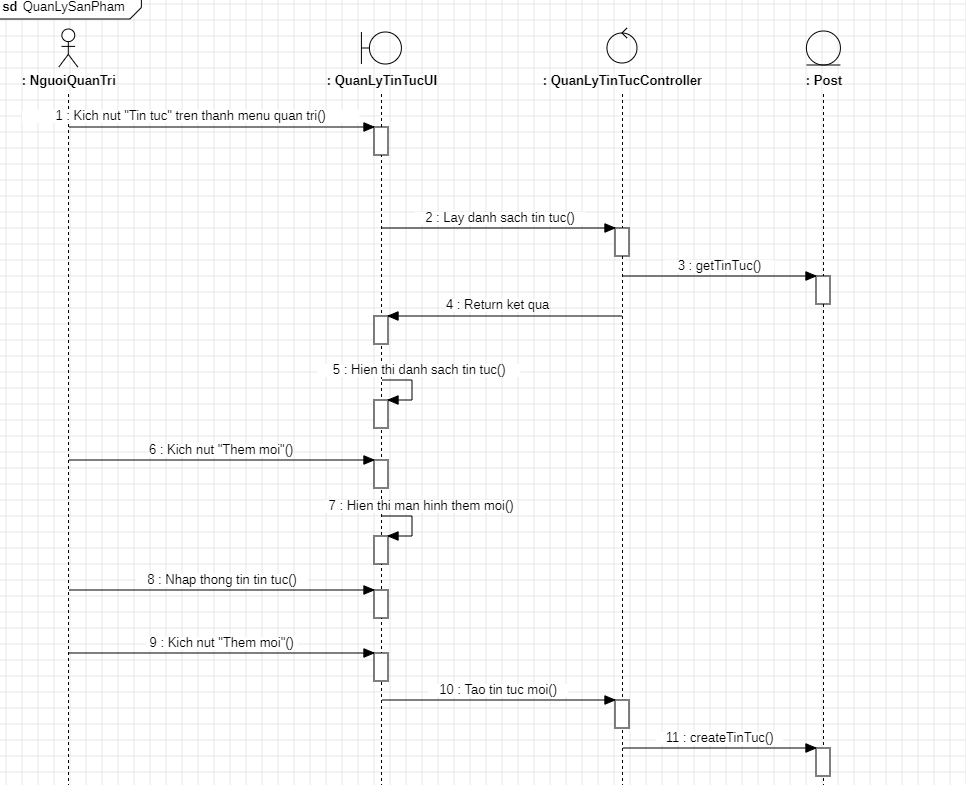 sd QuanLySanPham
: NguoiQuanTri
: QuanLyTinTucUI
: QuanLyTinTucController
: Post
1 : Kich nut "Tin tuc" tren thanh menu quan tri()
2 : Lay danh sach tin tuc()
3 : getTinTuc()
4 : Return ket qua
5 : Hien thi danh sach tin tuc()
6 : Kich nut "Them moi"()
7 : Hien thi man hinh them moi()
8 : Nhap thong tin tin tuc()
9 : Kich nut "Them moi"()
10 : Tao tin tuc moi()
11 : createTinTuc()